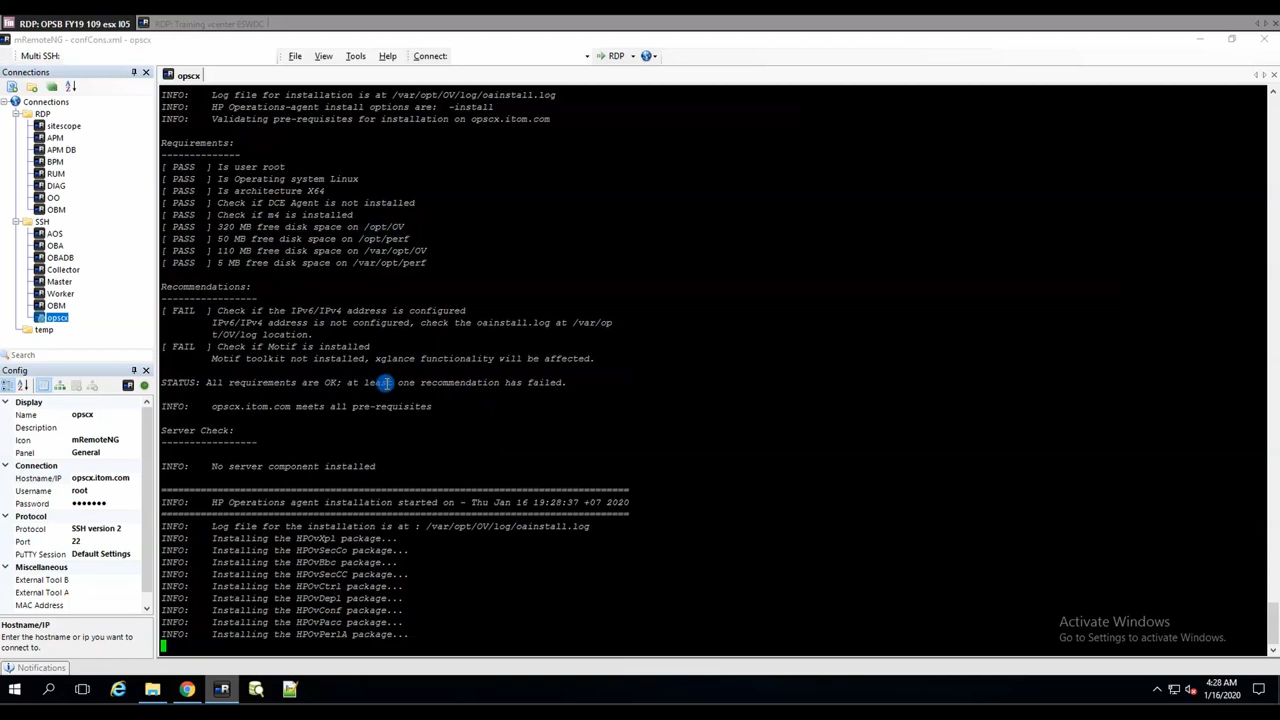 RDP: OPSB FY19 109 esx I05
RDP: Training vcenter ESWDC
mRemoteNG - confCons.xml - opscx
Multi SSH:
File View Tools Help Connect: RDP
Connections
opscx
Connections
RDP
sitescope
APM
APM DB
BPM
RUM
DIAG
OO
OBM
SSH
AOS
OBA
OBADB
Collector
Master
Worker
OBM
opscx
temp
Search
Config
Display
Name opscx
Description
Icon mRemoteNG
Panel General
Connection
Hostname/IP opscx.itom.com
Username root
Password •••••••
Protocol
Protocol SSH version 2
Port 22
PuTTY Session Default Settings
Miscellaneous
External Tool B
External Tool A
MAC Address
Hostname/IP
Enter the hostname or ip you want to
connect to.
Notifications
INFO: Log file for installation is at /var/opt/OV/log/oainstall.log
INFO: HP Operations-agent install options are: -install
INFO: Validating pre-requisites for installation on opscx.itom.com
Requirements:
--------------
[ PASS ] Is user root
[ PASS ] Is Operating system Linux
[ PASS ] Is architecture X64
[ PASS ] Check if DCE Agent is not installed
[ PASS ] Check if m4 is installed
[ PASS ] 320 MB free disk space on /opt/OV
[ PASS ] 50 MB free disk space on /opt/perf
[ PASS ] 110 MB free disk space on /var/opt/OV
[ PASS ] 5 MB free disk space on /var/opt/perf
Recommendations:
-----------------
[ FAIL ] Check if the IPv6/IPv4 address is configured
IPv6/IPv4 address is not configured, check the oainstall.log at /var/op
t/OV/log location.
[ FAIL ] Check if Motif is installed
Motif toolkit not installed, xglance functionality will be affected.
STATUS: All requirements are OK; at least one recommendation has failed.
INFO: opscx.itom.com meets all pre-requisites
Server Check:
-----------------
INFO: No server component installed
==================================================================================
INFO: HP Operations agent installation started on - Thu Jan 16 19:28:37 +07 2020
==================================================================================
INFO: Log file for the installation is at : /var/opt/OV/log/oainstall.log
INFO: Installing the HPOvXpl package...
INFO: Installing the HPOvSecCo package...
INFO: Installing the HPOvBbc package...
INFO: Installing the HPOvSecCC package...
INFO: Installing the HPOvCtrl package...
INFO: Installing the HPOvDepl package...
INFO: Installing the HPOvConf package...
INFO: Installing the HPOvPacc package...
INFO: Installing the HPOvPerlA package...
Activate Windows
Go to Settings to activate Windows.
4:28 AM
1/16/2020